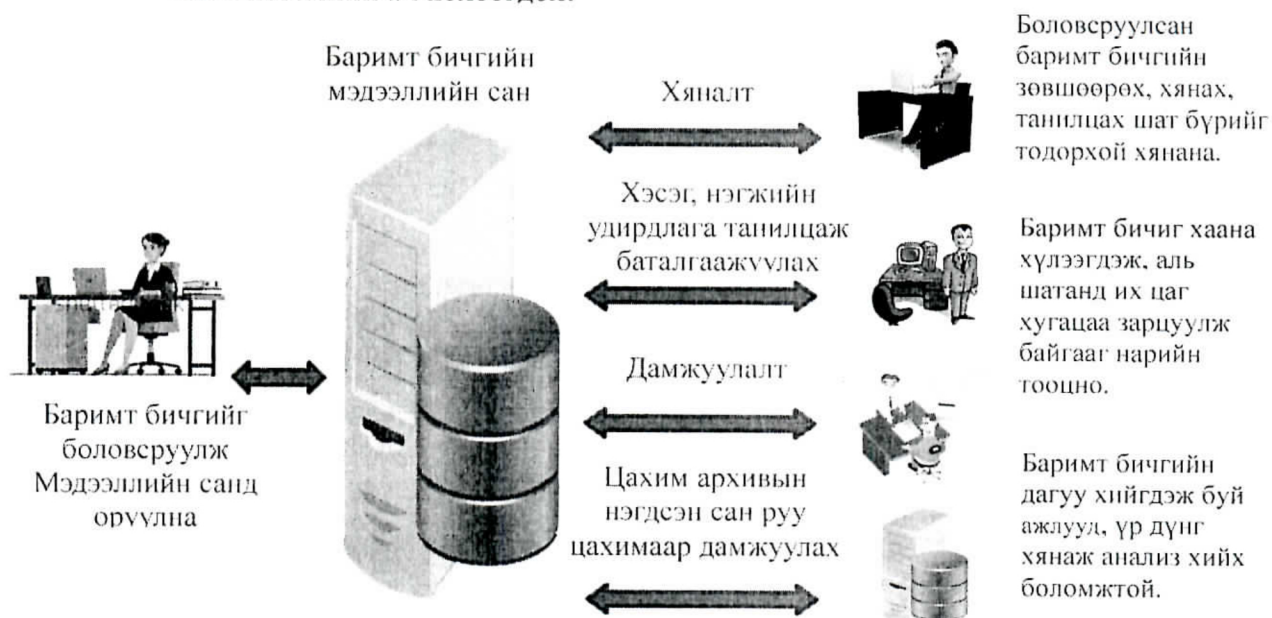 Баримт бичгийн
мэдээллийн сан
Баримт бичгийг
боловсруулж
Мэдээллийн санд
оруулна
Хяналт
Хэсэг, нэгжийн
удирдлага танилцаж
баталгаажуулах
Дамжуулалт
Цахим архивын
нэгдсэн сан руу
цахимаар дамжуулах
Боловсруулсан
баримт бичгийн
зөвшөөрөх, хянах,
танилцах шат бүрийг
тодорхой хянана.
Баримт бичиг хаана
хүлээгдэж, аль
шатанд их цаг
хугацаа зарцуулж
байгааг нарийн
тооцно.
Баримт бичгийн
дагуу хийгдэж буй
ажлууд, үр дүнг
хянаж анализ хийх
боломжтой.